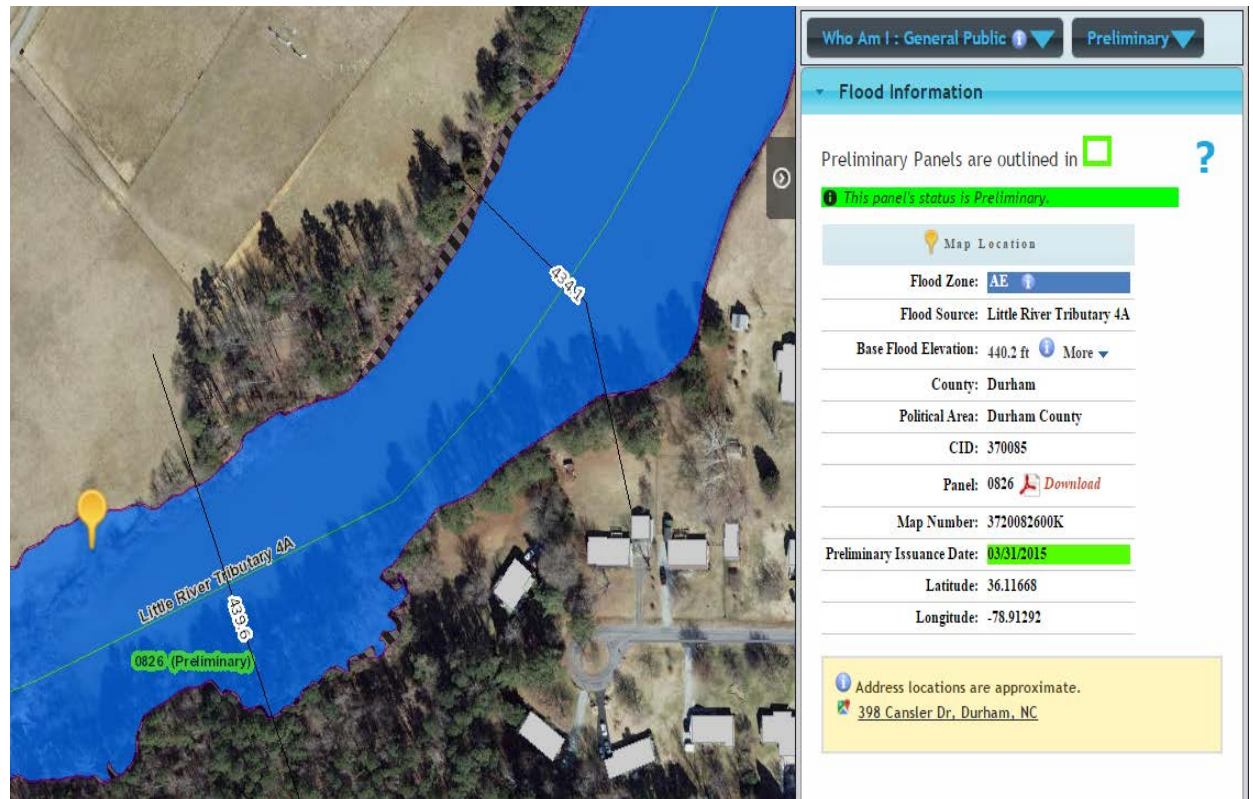 434.1
Little River Tributary 4A
439.6
0826 (Preliminary)
Who Am I : General Public
Preliminary
Flood Information
Preliminary Panels are outlined in
?
This panel's status is Preliminary.
Map Location
Flood Zone: AE
Flood Source: Little River Tributary 4A
Base Flood Elevation: 440.2 ft More
County: Durham
Political Area: Durham County
CID: 370085
Panel: 0826 Download
Map Number: 3720082600K
Preliminary Issuance Date: 03/31/2015
Latitude: 36.11668
Longitude: -78.91292
Address locations are approximate.
398 Cansler Dr, Durham, NC